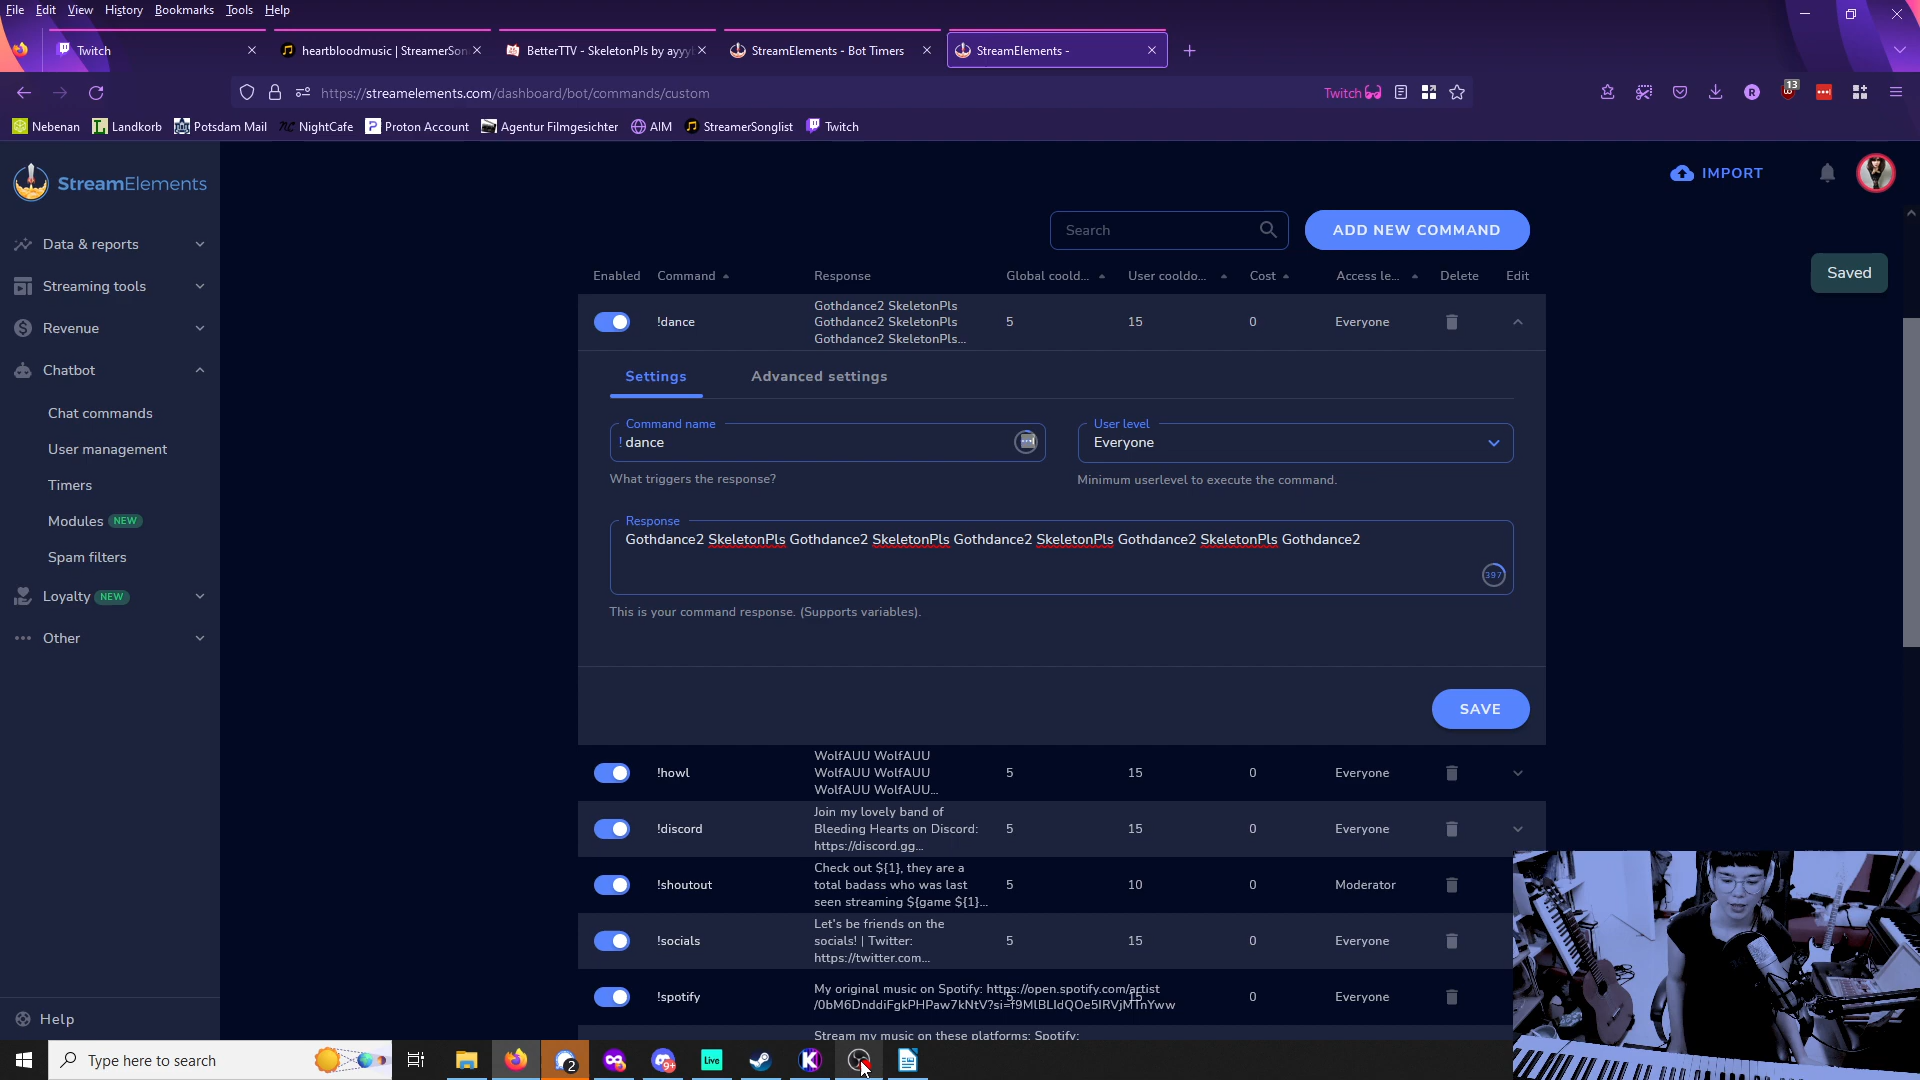 File Edit View History Bookmarks Tools Help
Twitch
heartbloodmusic | StreamerSon
BetterTTV - SkeletonPls by ayyy
StreamElements - Bot Timers
StreamElements -
https://streamelements.com/dashboard/bot/commands/custom
Twitch
13
Nebenan Landkorb Potsdam Mail NightCafe Proton Account Agentur Filmgesichter AIM StreamerSonglist Twitch
StreamElements
IMPORT
Data & reports
Streaming tools
Revenue
Chatbot
Chat commands
User management
Timers
Modules NEW
Spam filters
Loyalty NEW
Other
Help
Search
ADD NEW COMMAND
Saved
Enabled Command Response Global coold... User cooldo... Cost Access le... Delete Edit
!dance
Gothdance2 SkeletonPls
Gothdance2 SkeletonPls
Gothdance2 SkeletonPls...
5 15 0 Everyone
Settings Advanced settings
Command name
! dance
What triggers the response?
User level
Everyone
Minimum userlevel to execute the command.
Response
Gothdance2 SkeletonPls Gothdance2 SkeletonPls Gothdance2 SkeletonPls Gothdance2 SkeletonPls Gothdance2
397
This is your command response. (Supports variables).
SAVE
!howl
WolfAUU WolfAUU
WolfAUU WolfAUU
WolfAUU WolfAUU...
5 15 0 Everyone
!discord
Join my lovely band of
Bleeding Hearts on Discord:
https://discord.gg...
5 15 0 Everyone
!shoutout
Check out ${1}, they are a
total badass who was last
seen streaming ${game ${1}...
5 10 0 Moderator
!socials
Let's be friends on the
socials! | Twitter:
https://twitter.com...
5 15 0 Everyone
!spotify
My original music on Spotify: https://open.spotify.com/artist
0 Everyone
Stream my music on these platforms: Spotify:
Type here to search
2
9+
Live